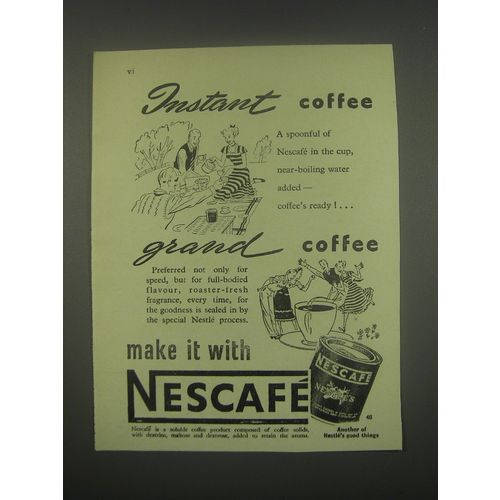 vi
Instant coffee
A spoonful of
Nescafé in the cup,
near-boiling water
added—
coffee's ready!...
grand coffee
Preferred not only for
speed, but for full-bodied
flavour, roaster-fresh
fragrance, every time, for
the goodness is sealed in by
the special Nestlé process.
make it with
NESCAFÉ
Nescafé is a soluble coffee product composed of coffee solids,
with dextrins, maltose and dextrose, added to retain the aroma.
NESCAFÉ
NESTLÉ'S
46
Another of
Nestlé's good things